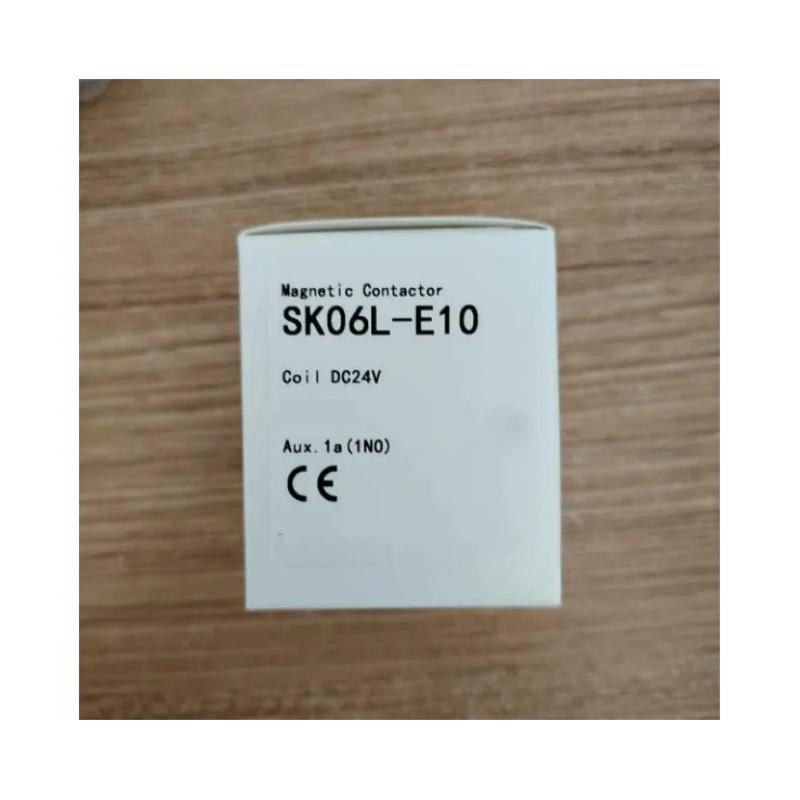 Magnetic Contactor
SK06L-E10
Coil DC24V
Aux.1a(1NO)
CE